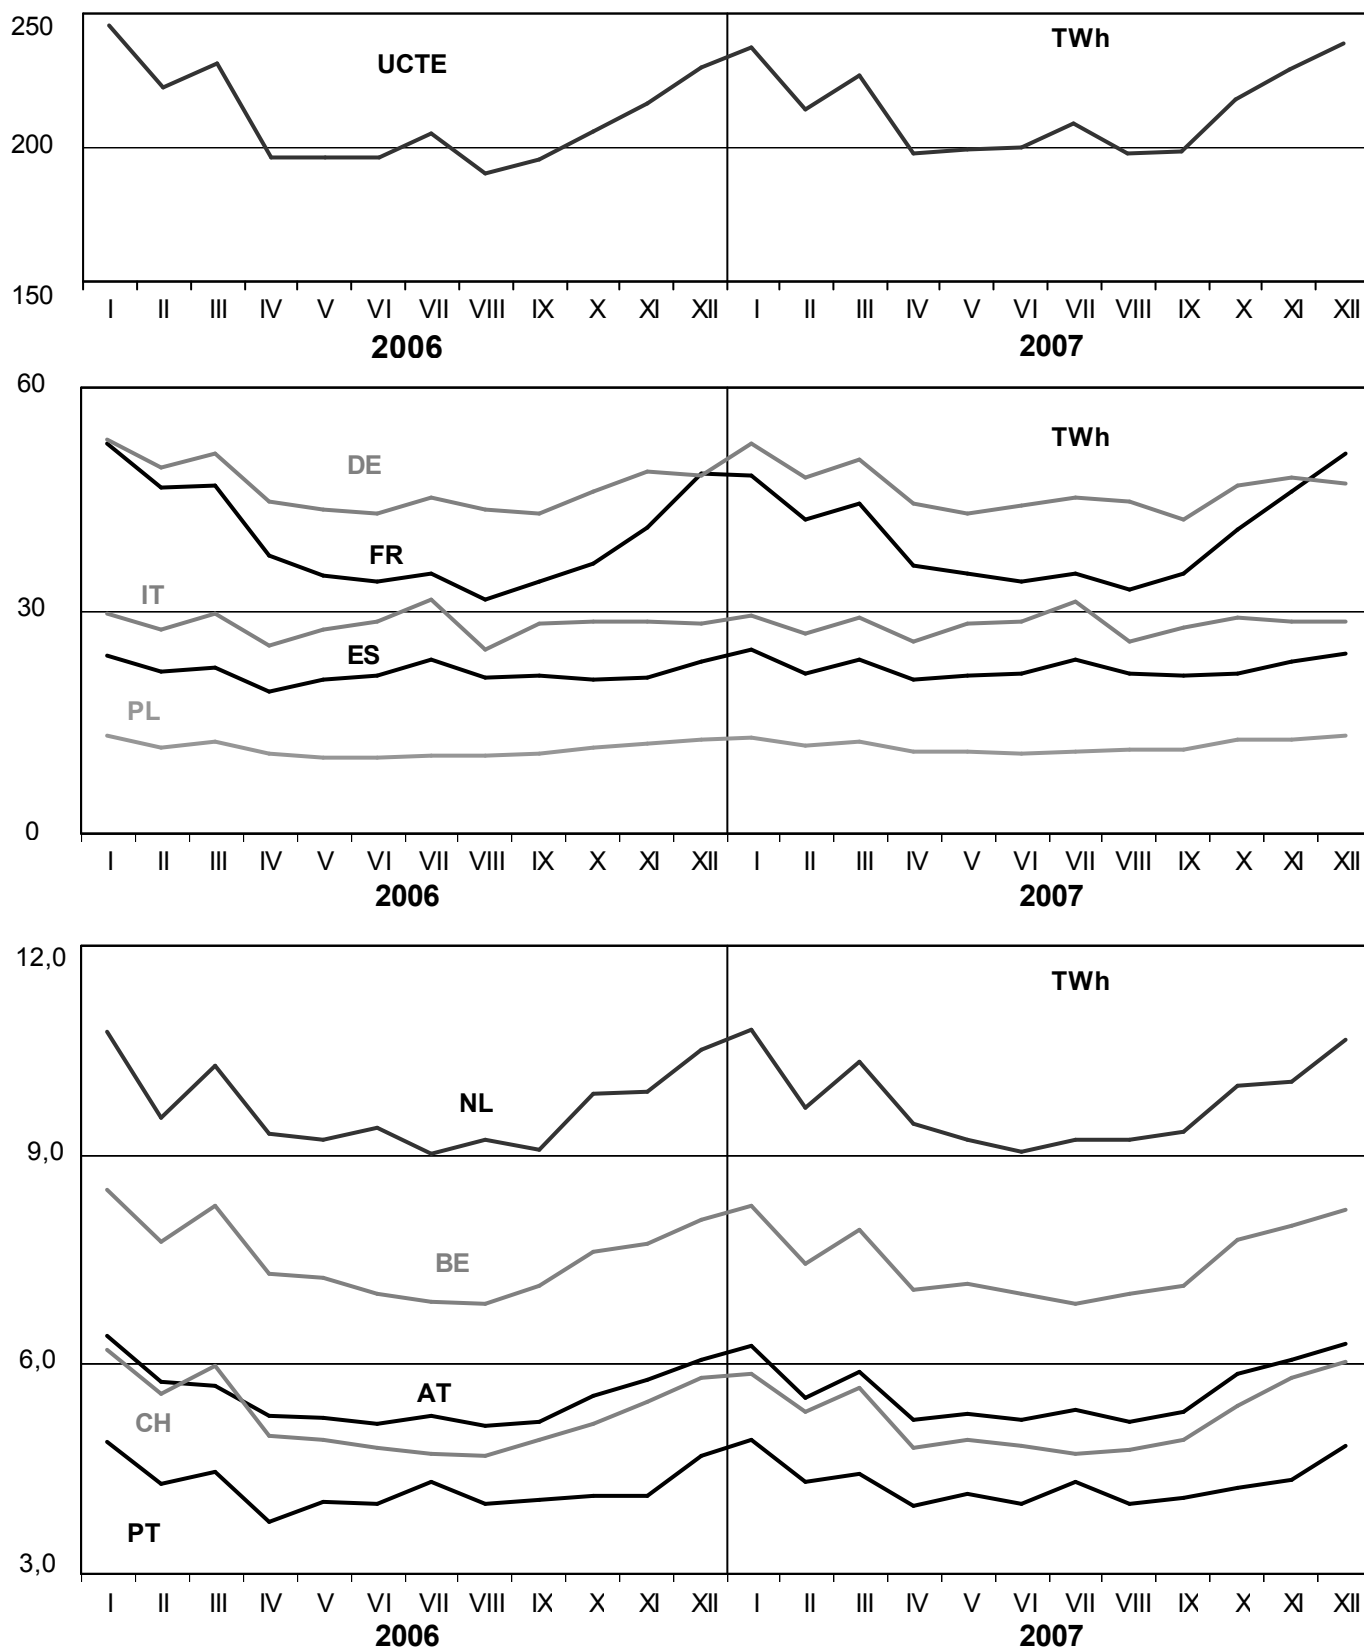 250
UCTE
TWh
200
150
I II III IV V VI VII VIII IX X XI XII I II III IV V VI VII VIII IX X XI XII
2006 2007
60
DE
TWh
FR
IT
30
ES
PL
0
I II III IV V VI VII VIII IX X XI XII I II III IV V VI VII VIII IX X XI XII
2006 2007
12,0
TWh
NL
9,0
BE
6,0
AT
CH
PT
3,0
I II III IV V VI VII VIII IX X XI XII I II III IV V VI VII VIII IX X XI XII
2006 2007